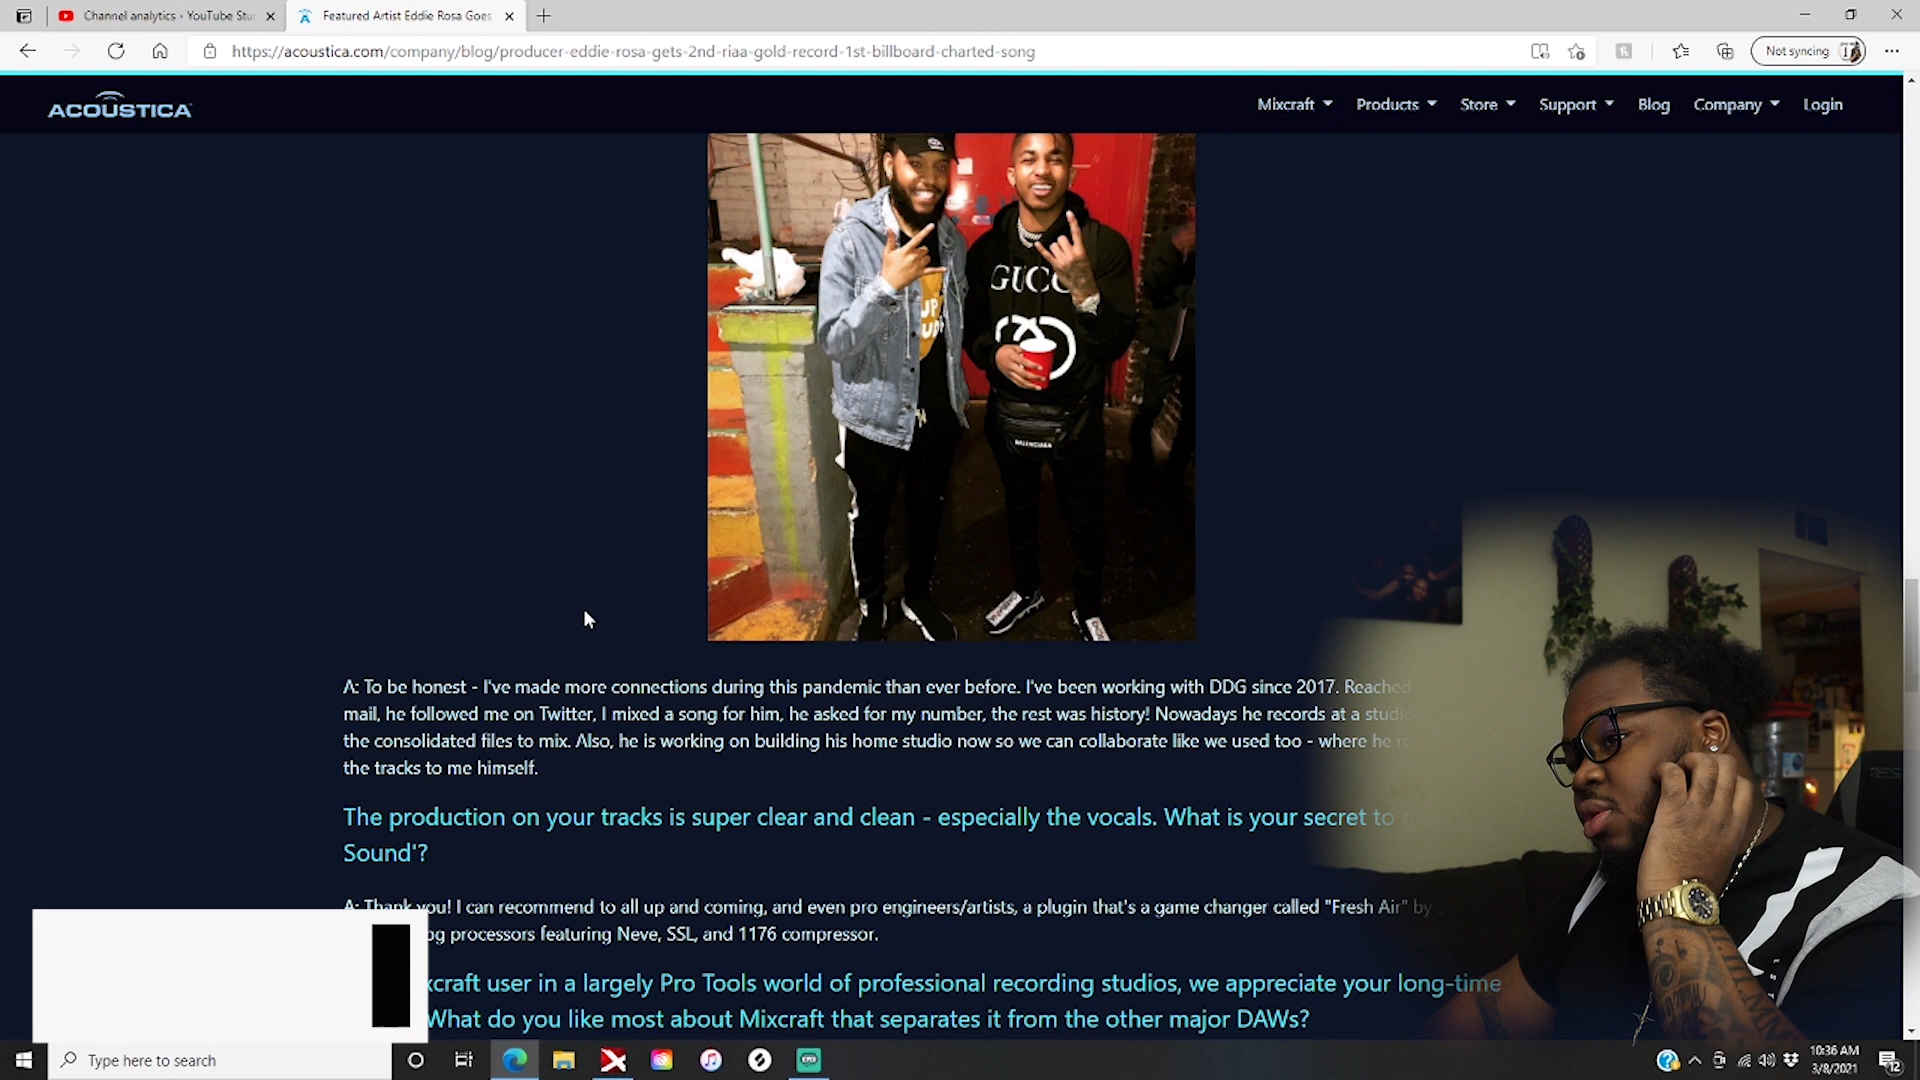 Channel analytics - YouTube Stu
Featured Artist Eddie Rosa Goes
https://acoustica.com/company/blog/producer-eddie-rosa-gets-2nd-riaa-gold-record-1st-billboard-charted-song
Not syncing
ACOUSTICA
Mixcraft
Products
Store
Support
Blog
Company
Login
GUCC
UP
BALENCIAGA
A: To be honest - I've made more connections during this pandemic than ever before. I've been working with DDG since 2017. Reached
mail, he followed me on Twitter, I mixed a song for him, he asked for my number, the rest was history! Nowadays he records at a studio
the consolidated files to mix. Also, he is working on building his home studio now so we can collaborate like we used too - where he
the tracks to me himself.
The production on your tracks is super clear and clean - especially the vocals. What is your secret to
Sound'?
A: Thank you! I can recommend to all up and coming, and even pro engineers/artists, a plugin that's a game changer called "Fresh Air" by
og processors featuring Neve, SSL, and 1176 compressor.
xcraft user in a largely Pro Tools world of professional recording studios, we appreciate your long-time
What do you like most about Mixcraft that separates it from the other major DAWs?
Type here to search
10:36 AM
3/8/2021
12